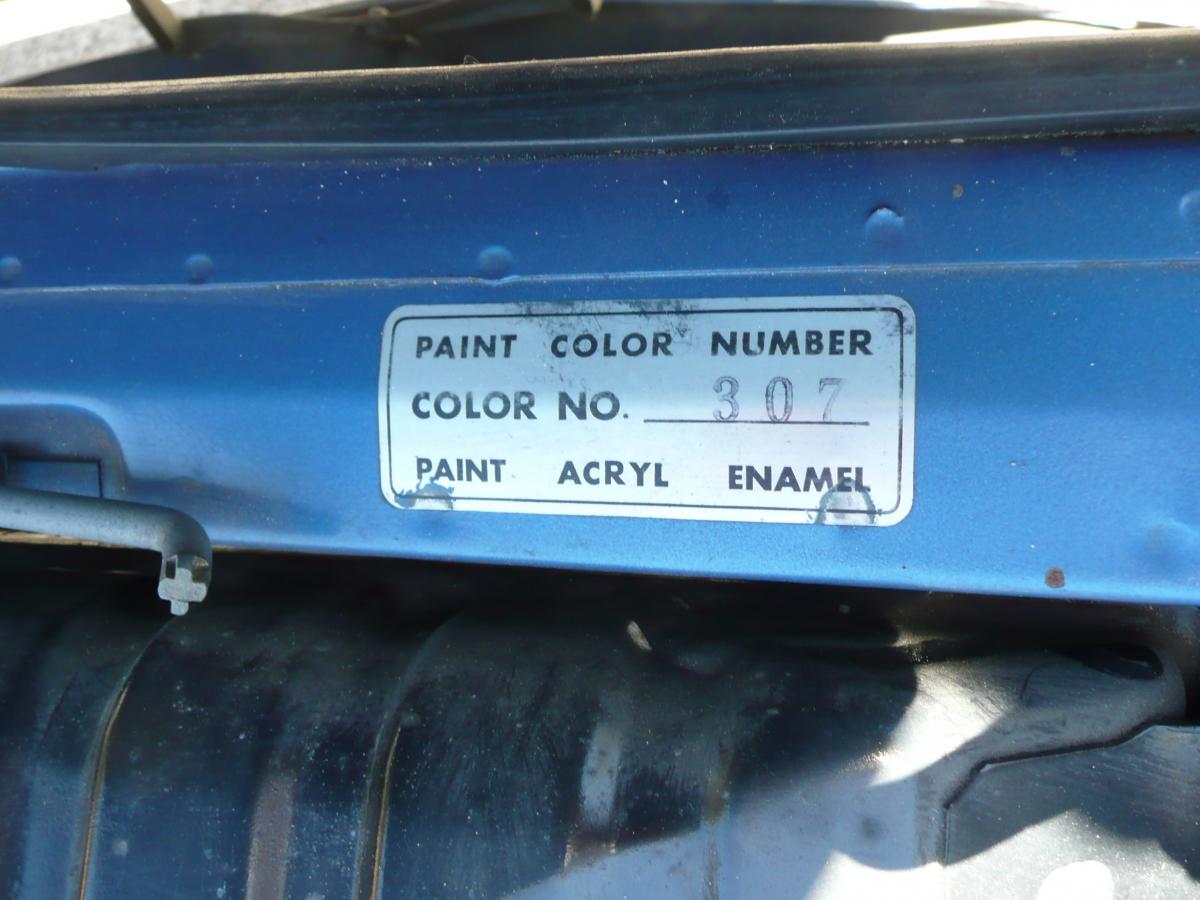 PAINT COLOR NUMBER
COLOR NO. 307
PAINT ACRYL ENAMEL